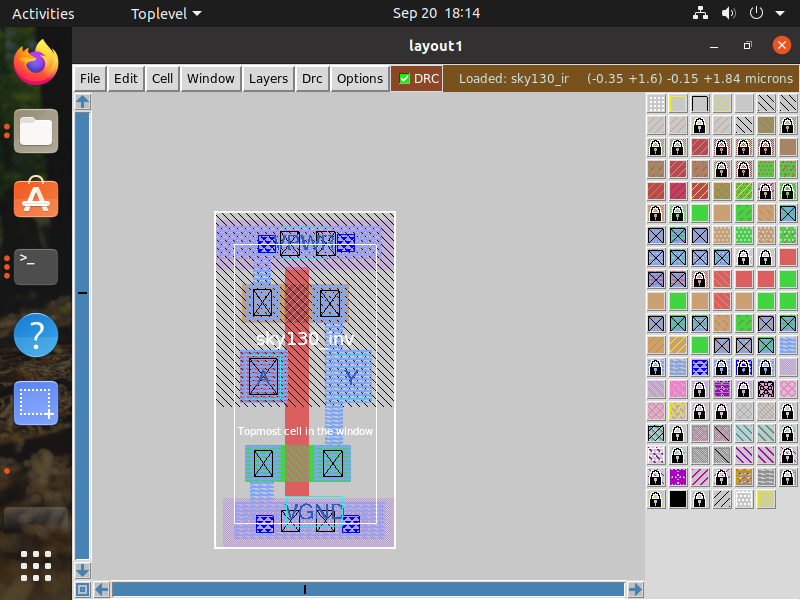 Activities Toplevel Sep 20 18:14
layout1
File Edit Cell Window Layers Drc Options DRC Loaded: sky130_ir (-0.35 +1.6) -0.15 +1.84 microns
sky130_inv
A Y
Topmost cell in the window
VGND